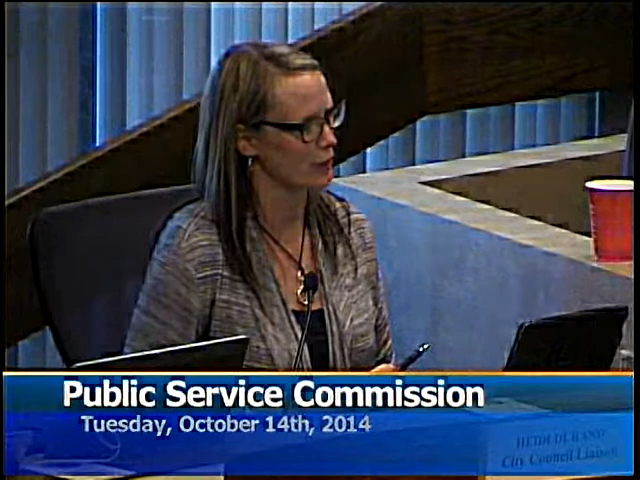 Public Service Commission
Tuesday, October 14th, 2014
HEIDI DURAND
City Council Liaison